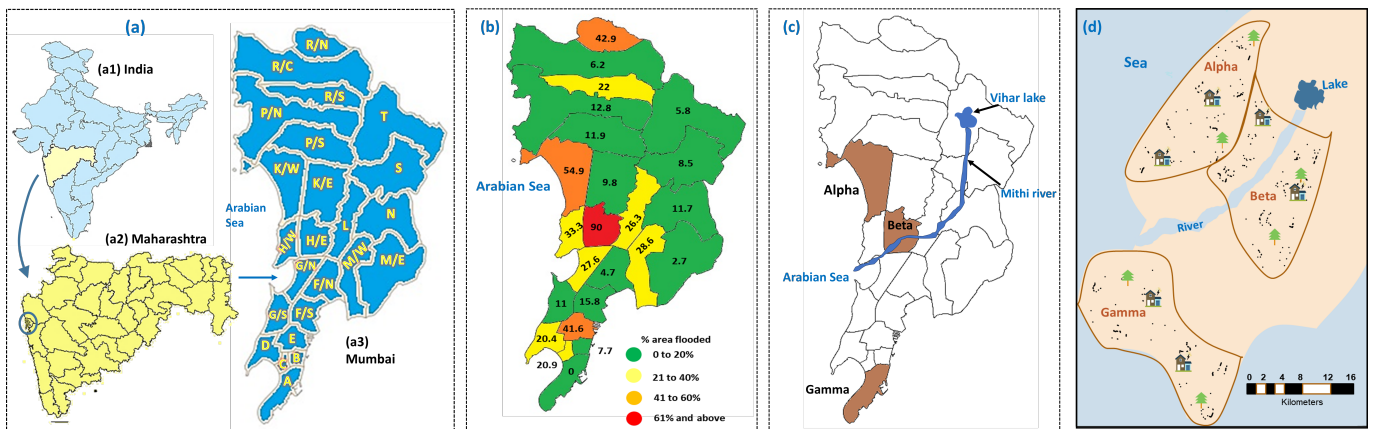 (a)
(a1) India
(a2) Maharashtra
Arabian
Sea
R/N
R/C
R/S
P/N
T
P/S
S
K/W
K/E
N
H/W
H/E
L
M/W
M/E
G/N
F/N
G/S
F/S
E
D
B
C
A
(a3)
Mumbai
(b)
42.9
6.2
22
12.8
5.8
11.9
8.5
54.9
9.8
11.7
Arabian Sea
33.3
90
26.3
28.6
27.6
4.7
2.7
11
15.8
41.6
20.4
7.7
20.9
0
% area flooded
0 to 20%
21 to 40%
41 to 60%
61% and above
(c)
Vihar lake
Mithi river
Alpha
Beta
Arabian Sea
Gamma
(d)
Sea
Alpha
Lake
Beta
River
Gamma
0 2 4 8 12 16
Kilometers